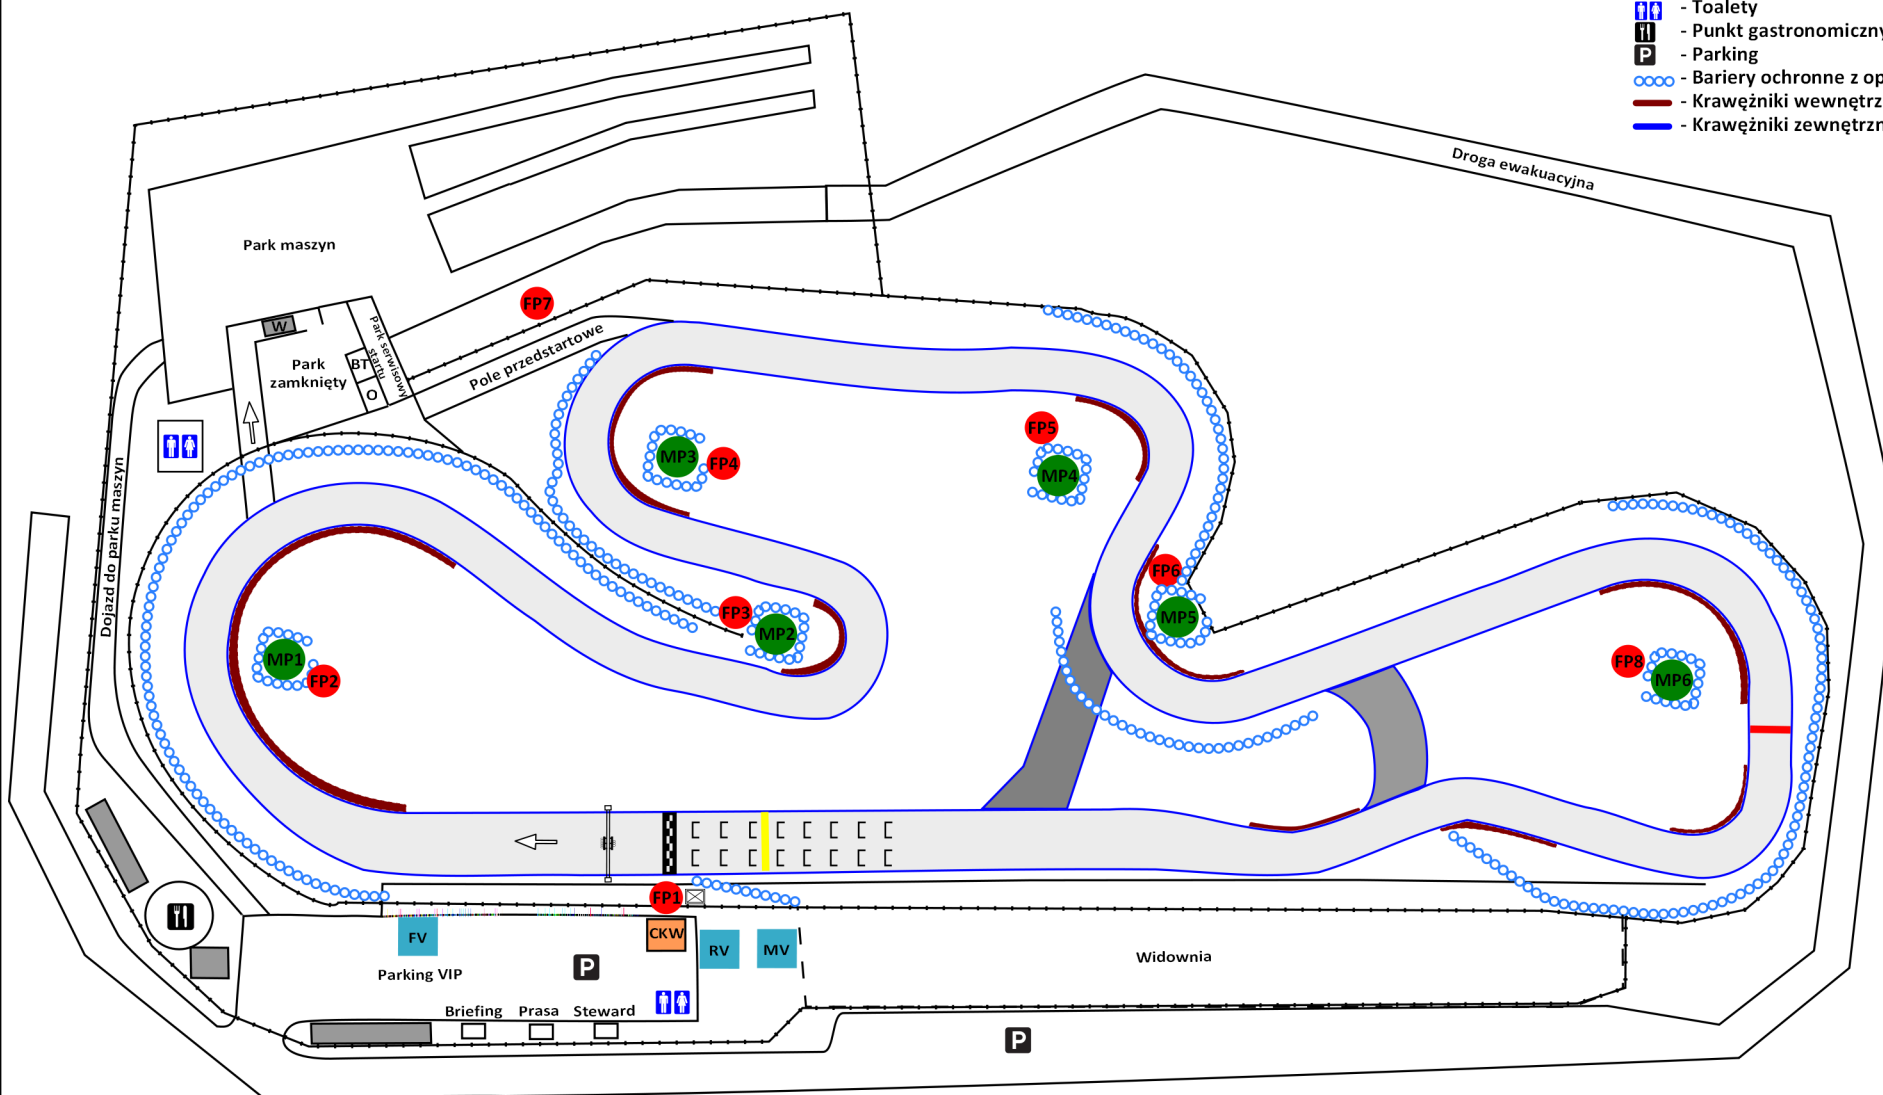 - Toalety
- Punkt gastronomiczny
P - Parking
- Bariery ochronne z op
- Krawężniki wewnętrz
- Krawężniki zewnętrzn
Droga ewakuacyjna
Park maszyn
FP7
W
Park serwisowy
startu
Park
zamknięty
BT
O
Pole przedstartowe
FP5
MP3
FP4
MP4
Dojazd do parku maszyn
FP6
FP3
MP2
MP5
MP1
FP2
FP8
MP6
FP1
FV
CKW
RV
MV
Widownia
Parking VIP
P
Briefing
Prasa
Steward
P